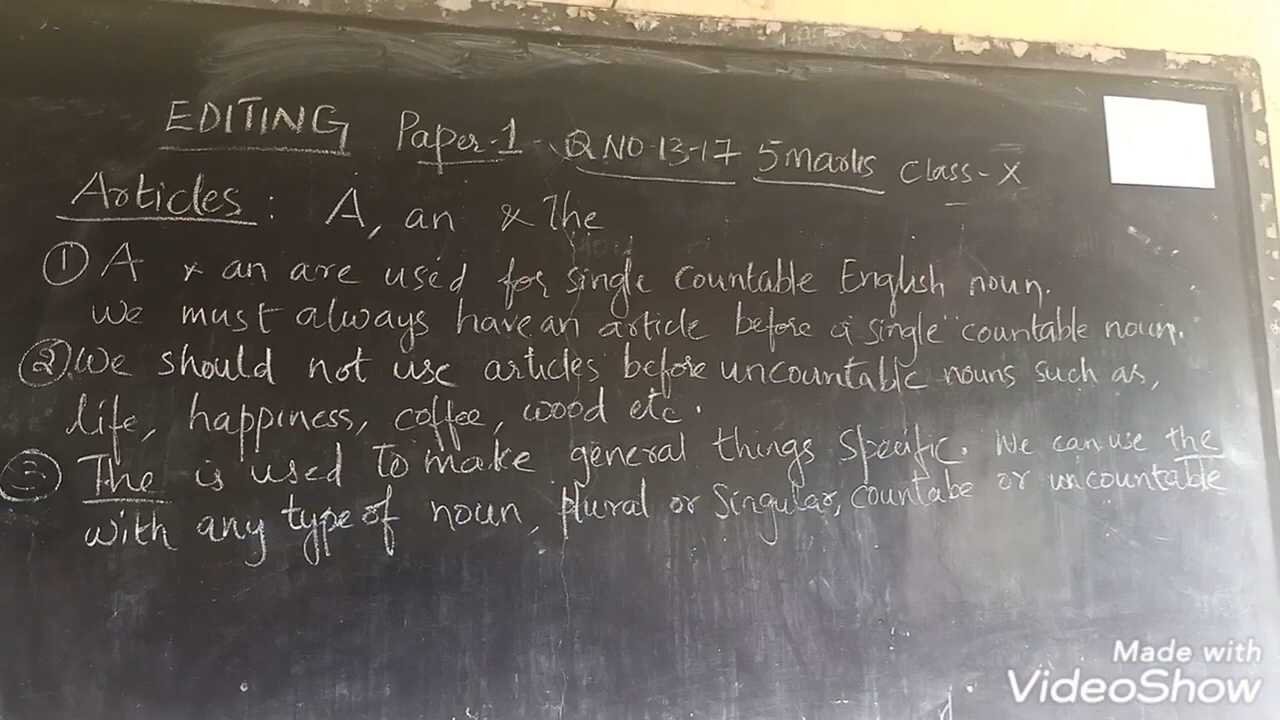 EDITING Paper-1 - Q NO-13-17 5 Marks Class-X
Articles: A, an & The
① A & an are used for single countable English noun.
We must always have an article before a single countable noun.
② We should not use articles before uncountable nouns such as,
life, happiness, coffee, wood etc.
③ The is used to make general things specific. We can use the
with any type of noun, plural or singular, countabe or uncountable
Made with
VideoShow